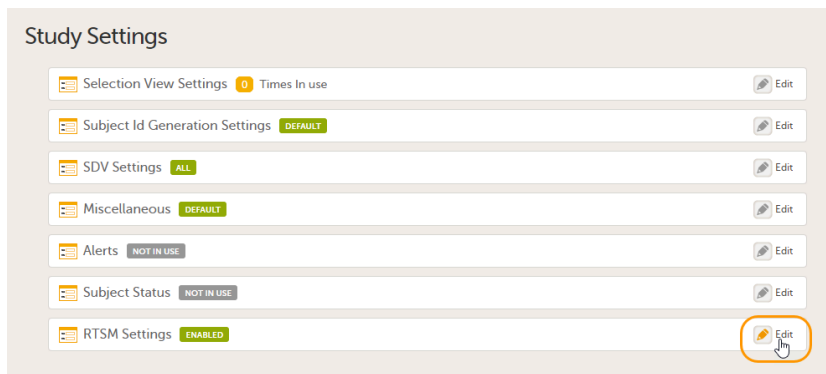 Study Settings
Selection View Settings 0 Times In use Edit
Subject Id Generation Settings DEFAULT Edit
SDV Settings ALL Edit
Miscellaneous DEFAULT Edit
Alerts NOT IN USE Edit
Subject Status NOT IN USE Edit
RTSM Settings ENABLED Edit